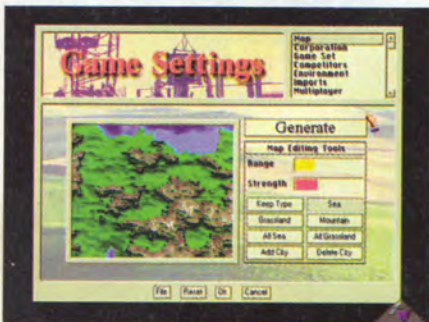 Game Settings
Map
Corporation
Game Set
Competitors
Environment
Imports
Multiplayer
Generate
Map Editing Tools
Range
Strength
Keep Type Sea
Grassland Mountain
All Sea All Grassland
Add City Delete City
File Reset Ok Cancel